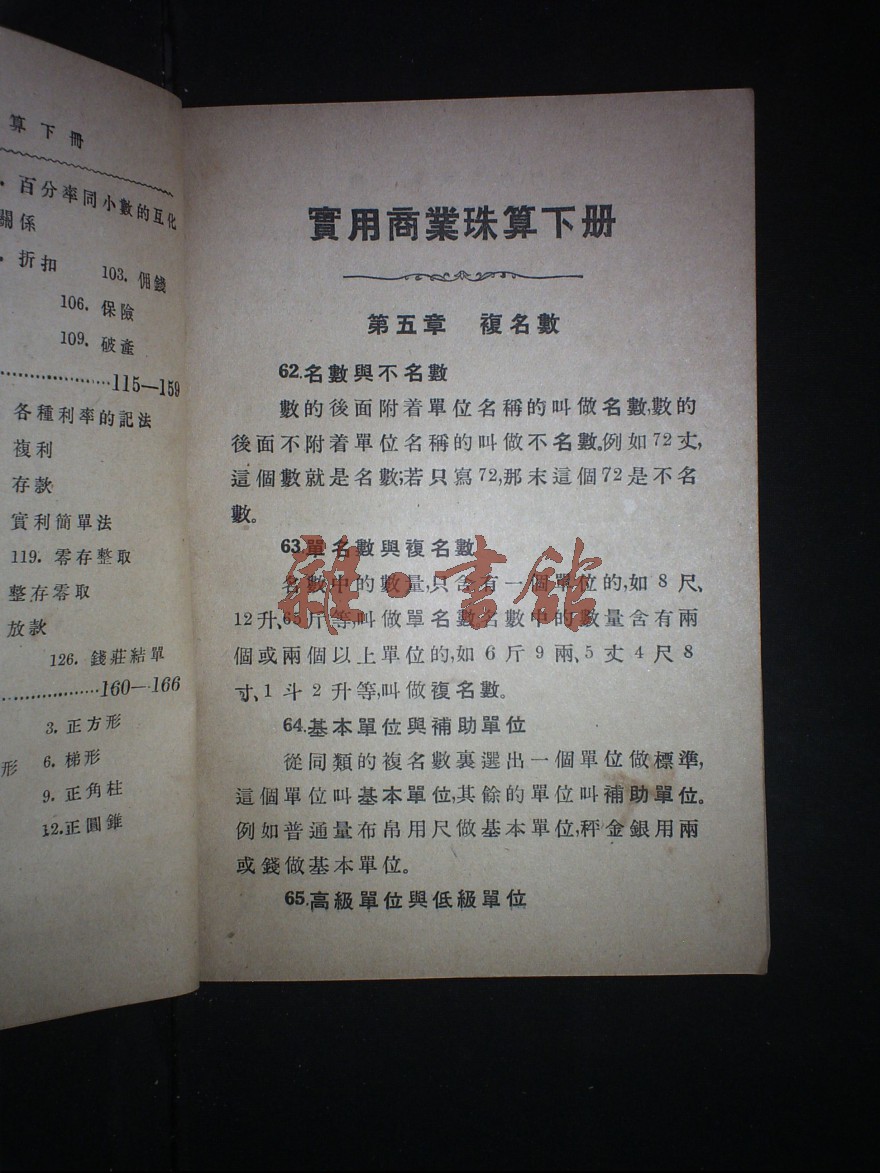 算下冊
百分率同小數的互化
關係
折扣 103. 佣錢
106. 保險
109. 破產
115—159
各種利率的記法
複利
存款
實利簡單法
119. 零存整取
整存零取
放款
126. 錢莊結單
160—166
3. 正方形
形 6. 梯形
9. 正角柱
12. 正圓錐
實用商業珠算下冊
第五章 複名數
62.名數與不名數
數的後面附着單位名稱的叫做名數,數的
後面不附着單位名稱的叫做不名數。例如72丈,
這個數就是名數;若只寫72,那末這個72是不名
數。
63.單名數與複名數
名數中的數量,只含有一個單位的,如8尺、
12升、65斤等,叫做單名數名數中的數量含有兩
個或兩個以上單位的,如6斤9兩、5丈4尺8
寸、1斗2升等,叫做複名數。
64.基本單位與補助單位
從同類的複名數裏選出一個單位做標準,
這個單位叫基本單位,其餘的單位叫補助單位。
例如普通量布帛用尺做基本單位,秤金銀用兩
或錢做基本單位。
65.高級單位與低級單位
雜·書館